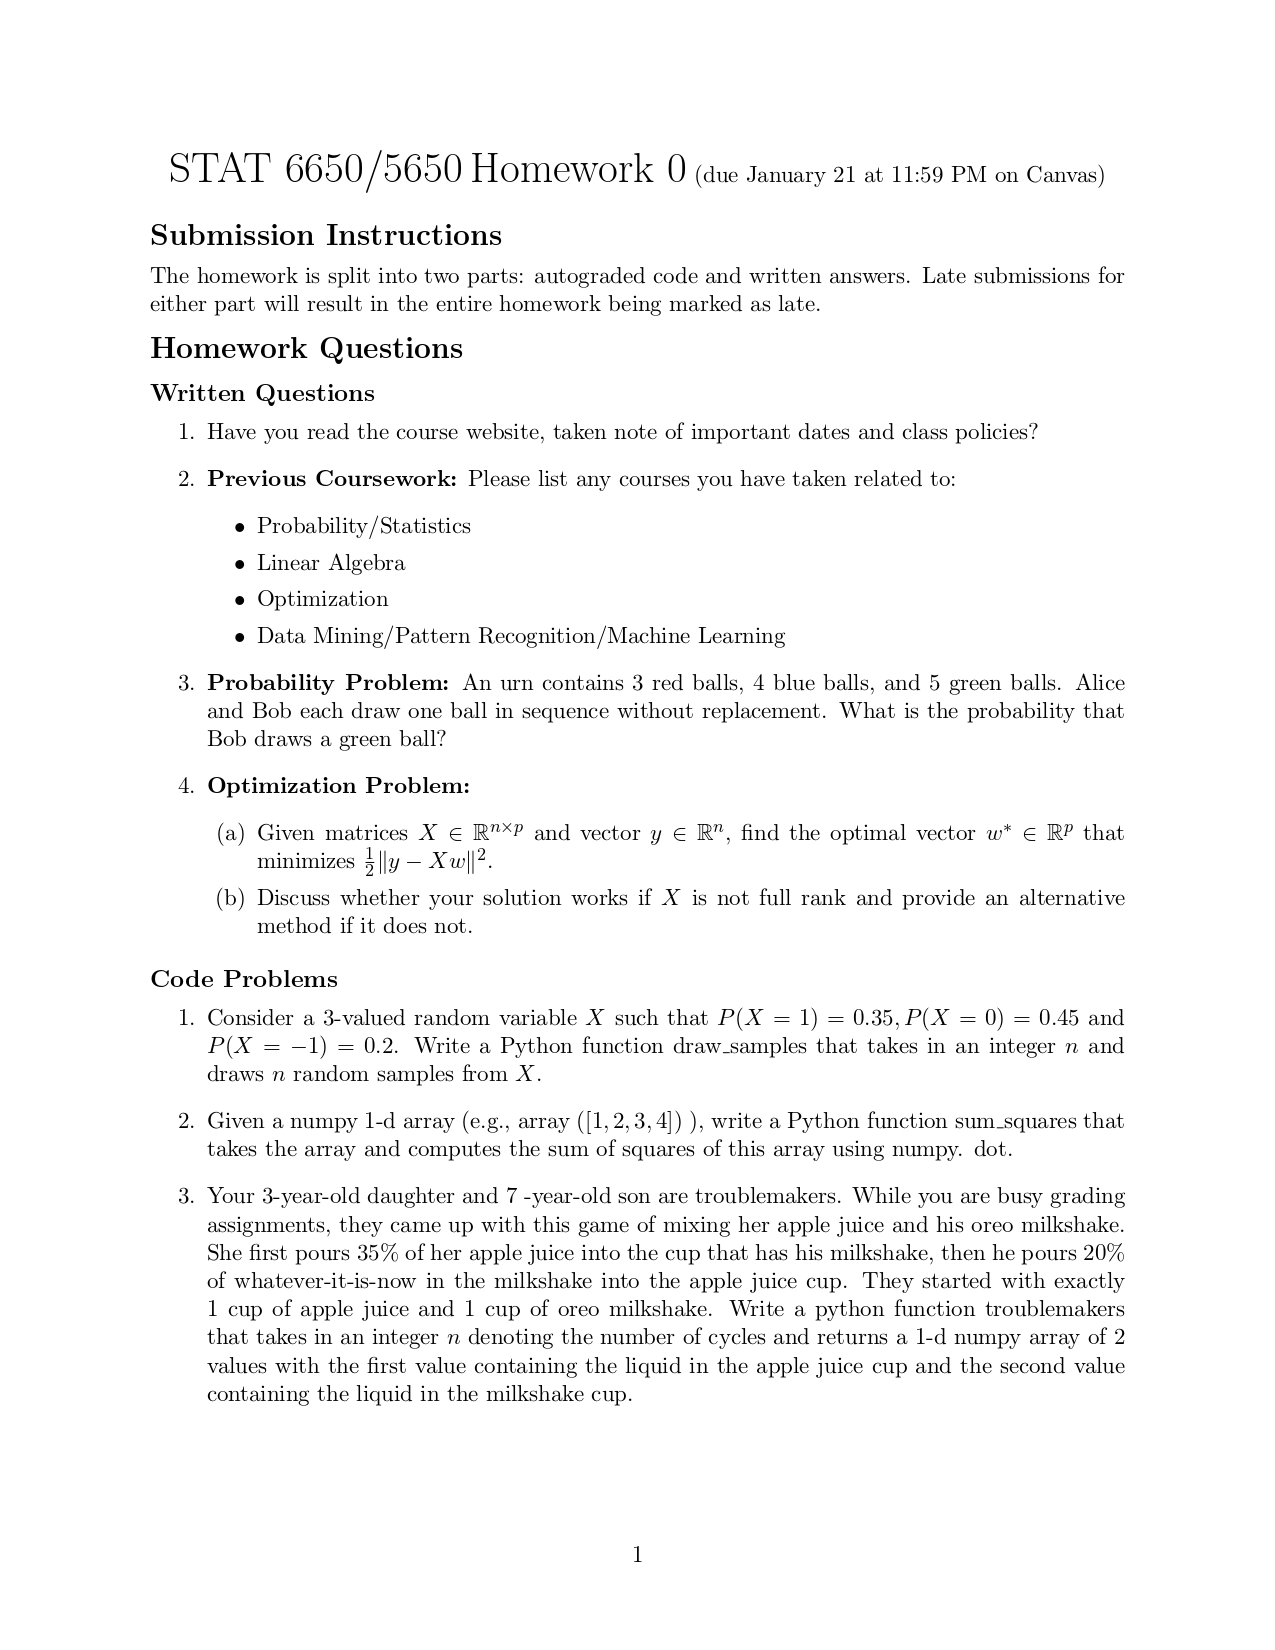 STAT 6650/5650 Homework 0 (due January 21 at 11:59 PM on Canvas)
Submission Instructions
The homework is split into two parts: autograded code and written answers. Late submissions for
either part will result in the entire homework being marked as late.
Homework Questions
Written Questions
1. Have you read the course website, taken note of important dates and class policies?
2. Previous Coursework: Please list any courses you have taken related to:
• Probability/Statistics
• Linear Algebra
• Optimization
• Data Mining/Pattern Recognition/Machine Learning
3. Probability Problem: An urn contains 3 red balls, 4 blue balls, and 5 green balls. Alice
and Bob each draw one ball in sequence without replacement. What is the probability that
Bob draws a green ball?
4. Optimization Problem:
(a) Given matrices X ∈ ℝⁿˣᵖ and vector y ∈ ℝⁿ, find the optimal vector w* ∈ ℝᵖ that
minimizes ½‖y − Xw‖².
(b) Discuss whether your solution works if X is not full rank and provide an alternative
method if it does not.
Code Problems
1. Consider a 3-valued random variable X such that P(X = 1) = 0.35, P(X = 0) = 0.45 and
P(X = −1) = 0.2. Write a Python function draw_samples that takes in an integer n and
draws n random samples from X.
2. Given a numpy 1-d array (e.g., array ([1, 2, 3, 4]) ), write a Python function sum_squares that
takes the array and computes the sum of squares of this array using numpy. dot.
3. Your 3-year-old daughter and 7 -year-old son are troublemakers. While you are busy grading
assignments, they came up with this game of mixing her apple juice and his oreo milkshake.
She first pours 35% of her apple juice into the cup that has his milkshake, then he pours 20%
of whatever-it-is-now in the milkshake into the apple juice cup. They started with exactly
1 cup of apple juice and 1 cup of oreo milkshake. Write a python function troublemakers
that takes in an integer n denoting the number of cycles and returns a 1-d numpy array of 2
values with the first value containing the liquid in the apple juice cup and the second value
containing the liquid in the milkshake cup.
1